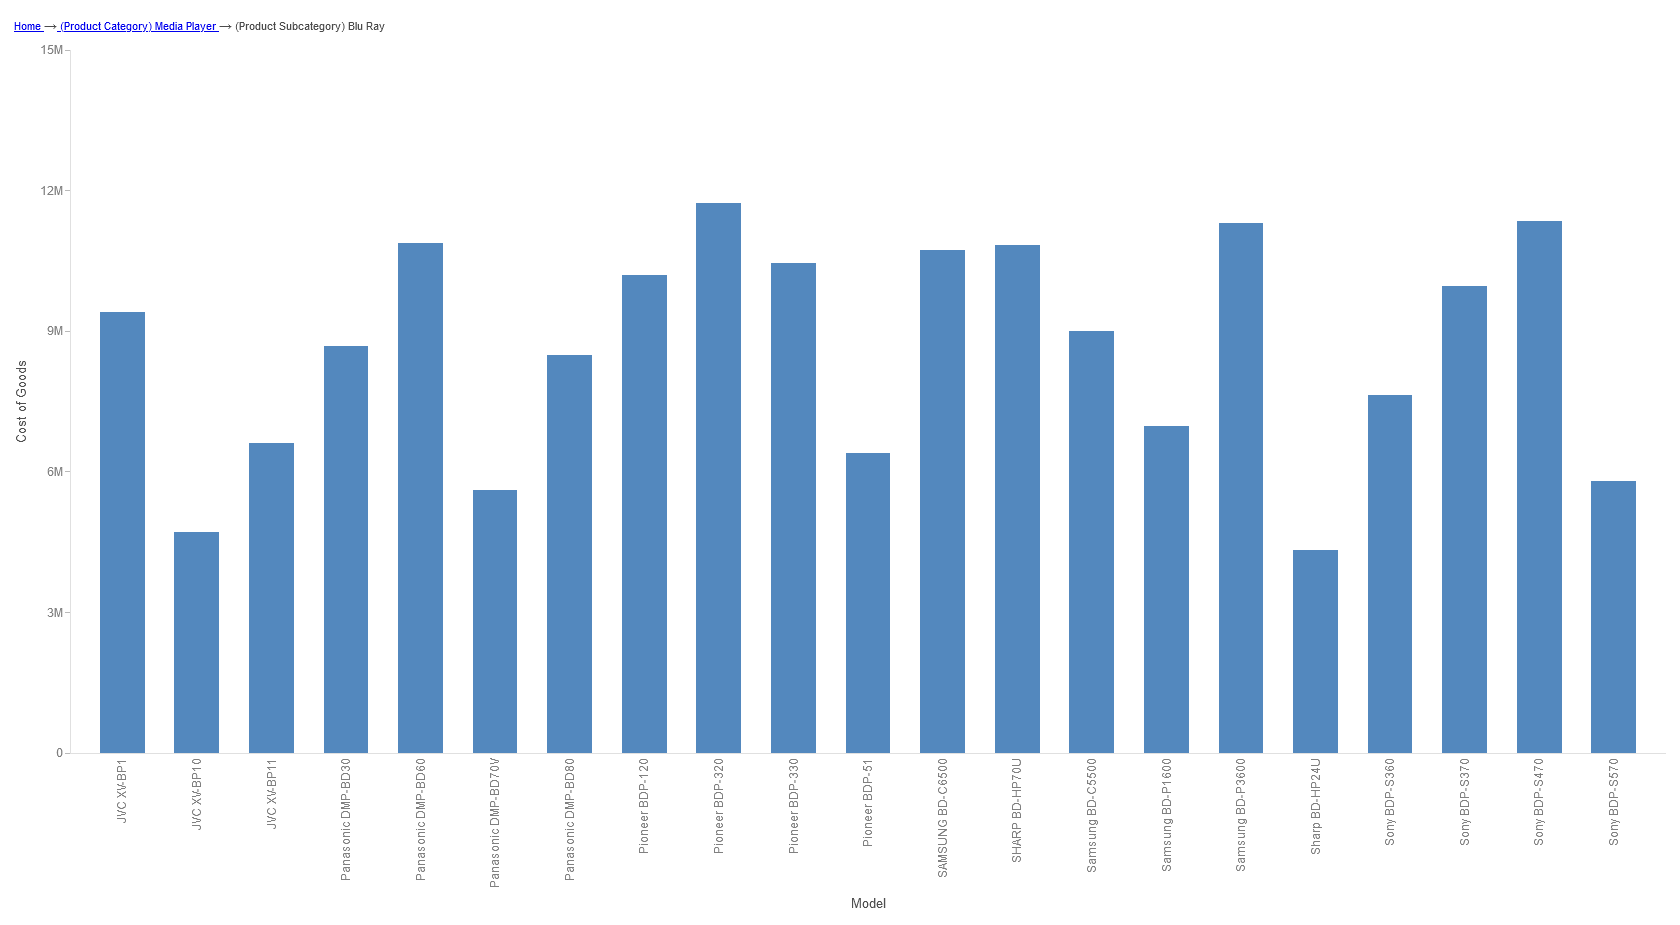 Home → (Product Category) Media Player → (Product Subcategory) Blu Ray
15M
12M
9M
6M
3M
0
Cost of Goods
JVC XV-BP1
JVC XV-BP10
JVC XV-BP11
Panasonic DMP-BD30
Panasonic DMP-BD60
Panasonic DMP-BD70V
Panasonic DMP-BD80
Pioneer BDP-120
Pioneer BDP-320
Pioneer BDP-330
Pioneer BDP-51
SAMSUNG BD-C6500
SHARP BD-HP70U
Samsung BD-C5500
Samsung BD-P1600
Samsung BD-P3600
Sharp BD-HP24U
Sony BDP-S360
Sony BDP-S370
Sony BDP-S470
Sony BDP-S570
Model